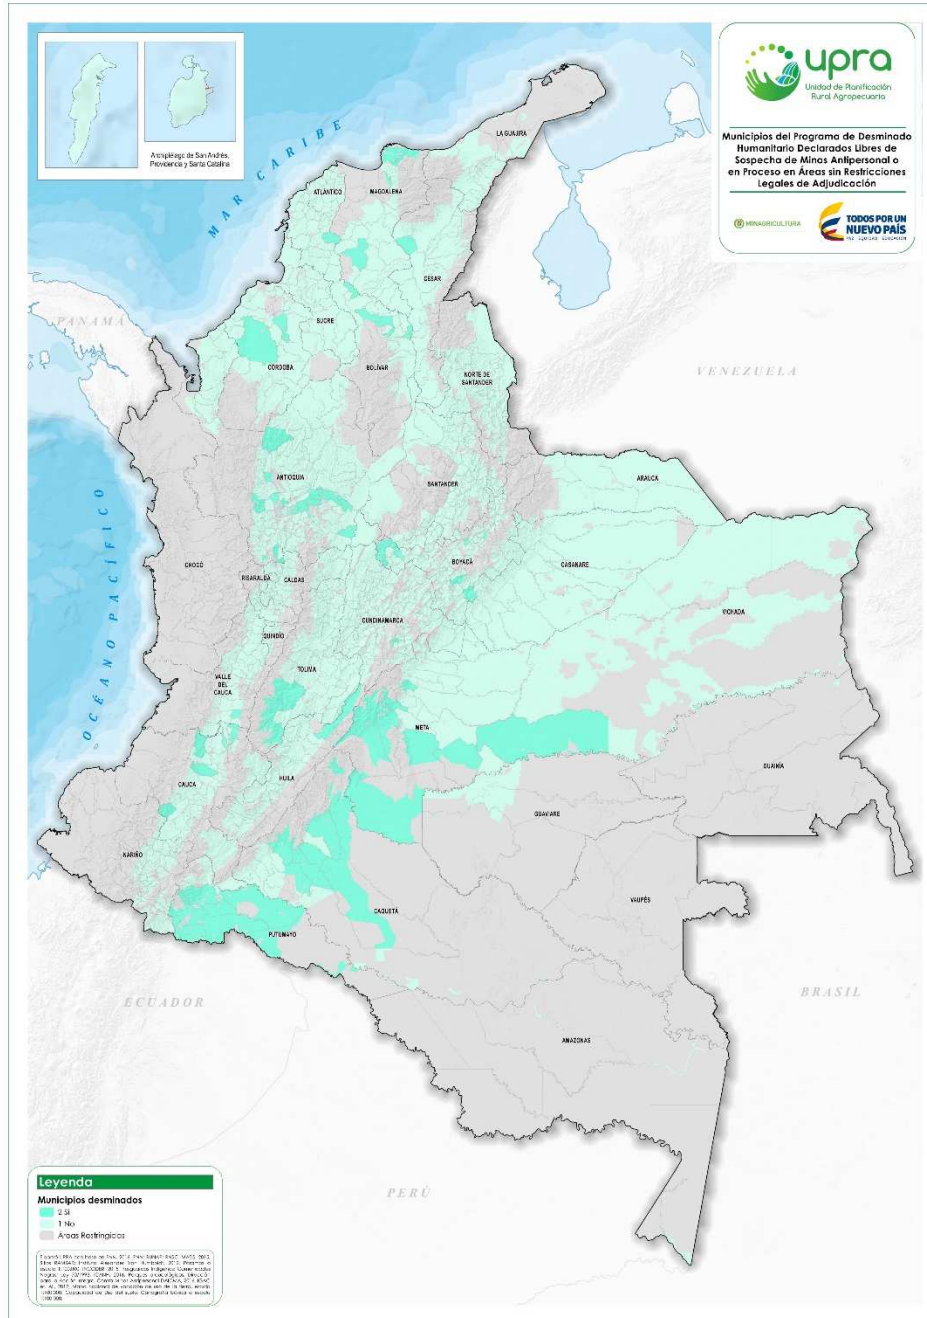 upra
Unidad de Planificación
Rural Agropecuaria
Municipios del Programa de Desminado
Humanitario Declarados Libres de
Sospecha de Minas Antipersonal o
en Proceso en Áreas sin Restricciones
Legales de Adjudicación
MINAGRICULTURA
TODOS POR UN
NUEVO PAÍS
PAZ EQUIDAD EDUCACIÓN
Archipiélago de San Andrés,
Providencia y Santa Catalina
MAR CARIBE
LA GUAJIRA
ATLÁNTICO
MAGDALENA
CESAR
SUCRE
PANAMÁ
CÓRDOBA
BOLÍVAR
NORTE DE
SANTANDER
VENEZUELA
ANTIOQUIA
SANTANDER
ARAUCA
OCÉANO PACÍFICO
CHOCÓ
RISARALDA
CALDAS
BOYACÁ
CASANARE
VICHADA
CUNDINAMARCA
QUINDÍO
TOLIMA
VALLE
DEL
CAUCA
META
HUILA
CAUCA
GUAINÍA
GUAVIARE
NARIÑO
VAUPÉS
CAQUETÁ
PUTUMAYO
ECUADOR
BRASIL
AMAZONAS
PERÚ
Leyenda
Municipios desminados
2 Si
1 No
Áreas Restringidas